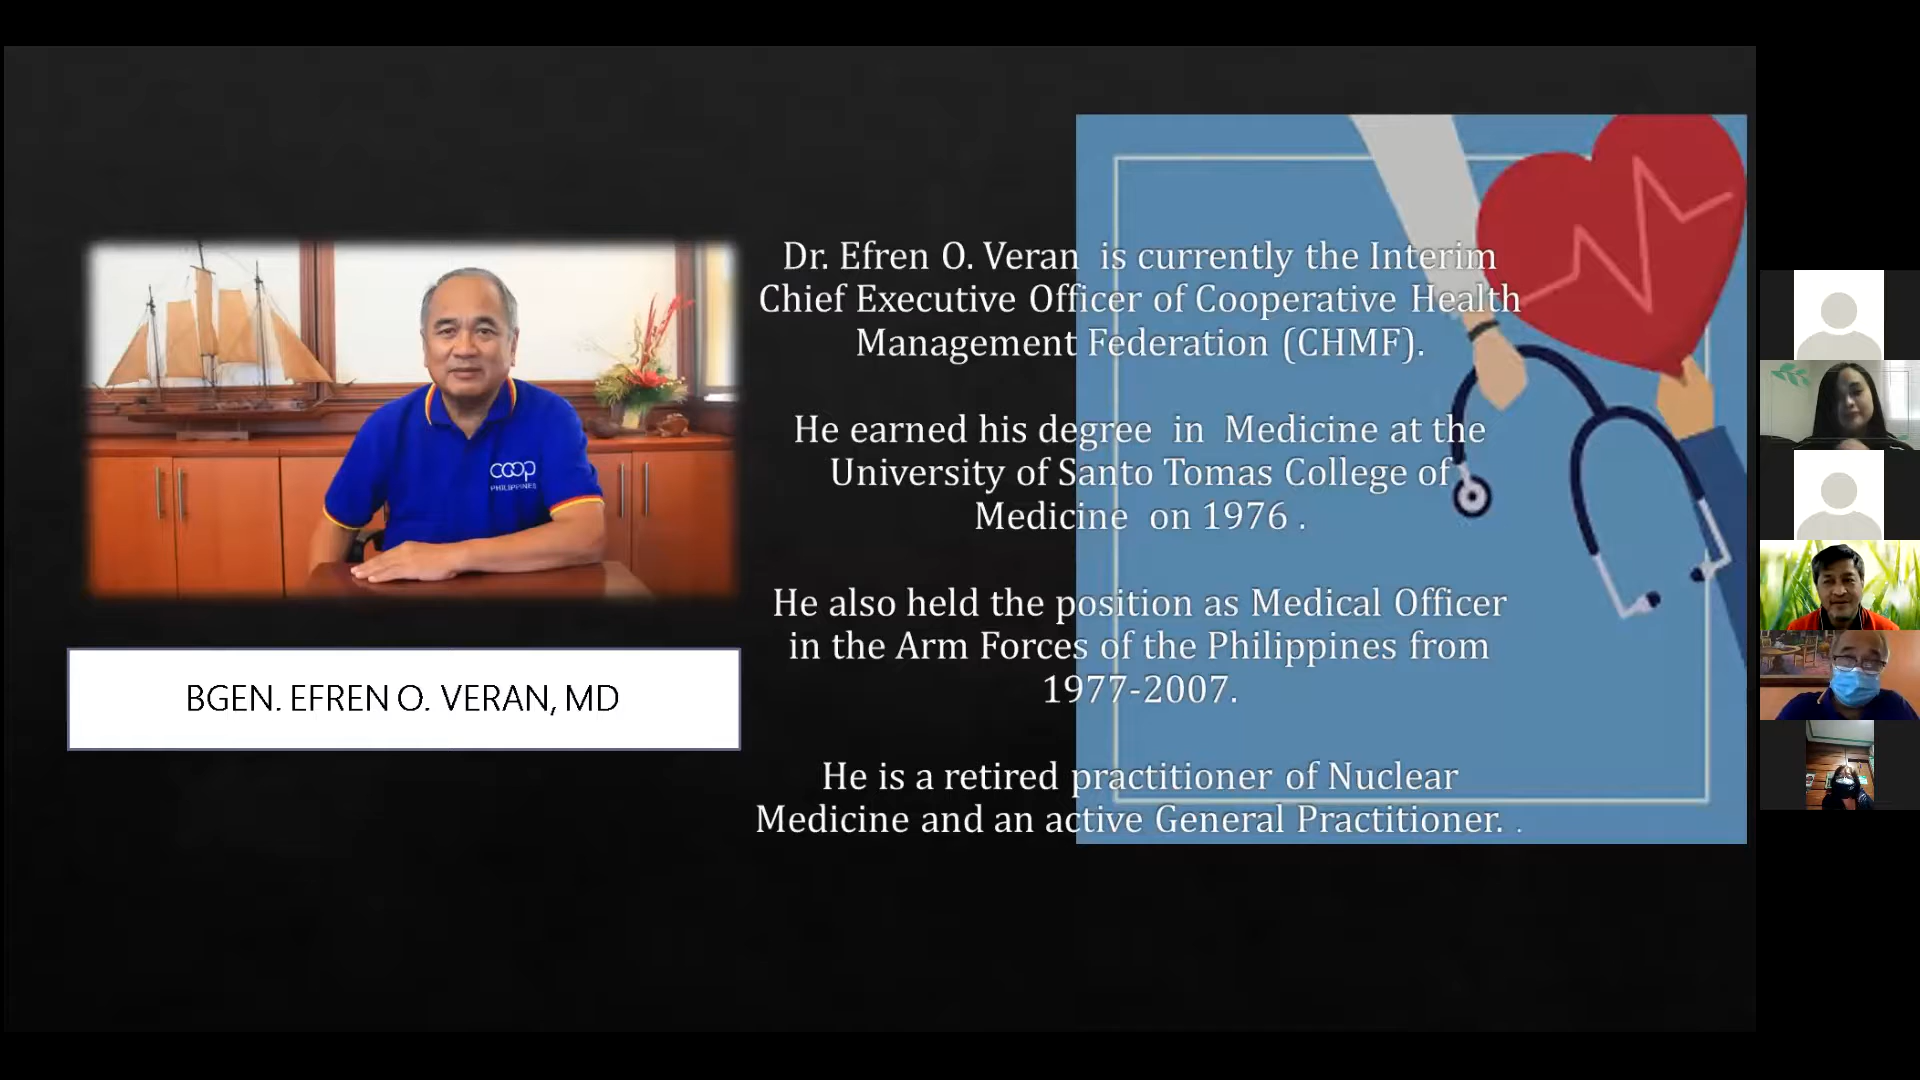 coop
PHILIPPINES
BGEN. EFREN O. VERAN, MD
Dr. Efren O. Veran is currently the Interim
Chief Executive Officer of Cooperative Health
Management Federation (CHMF).
He earned his degree in Medicine at the
University of Santo Tomas College of
Medicine on 1976 .
He also held the position as Medical Officer
in the Arm Forces of the Philippines from
1977-2007.
He is a retired practitioner of Nuclear
Medicine and an active General Practitioner. .